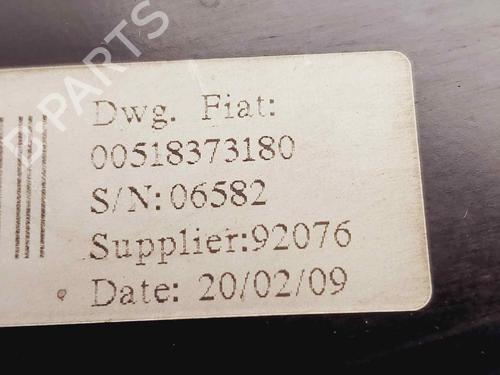 B-PARTS
Dwg. Fiat:
00518373180
S/N: 06582
Supplier:92076
Date: 20/02/09